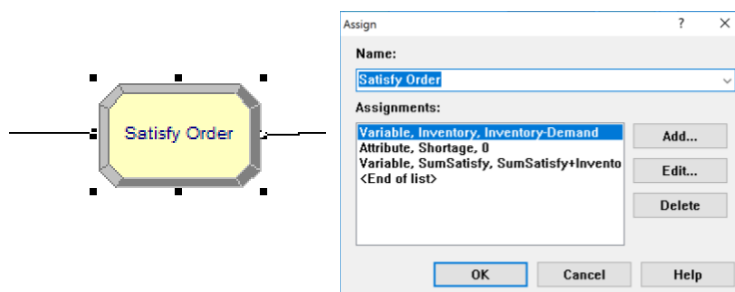 Satisfy Order
Assign
Name:
Satisfy Order
Assignments:
Variable, Inventory, Inventory-Demand
Attribute, Shortage, 0
Variable, SumSatisfy, SumSatisfy+Invento
<End of list>
Add...
Edit...
Delete
OK
Cancel
Help